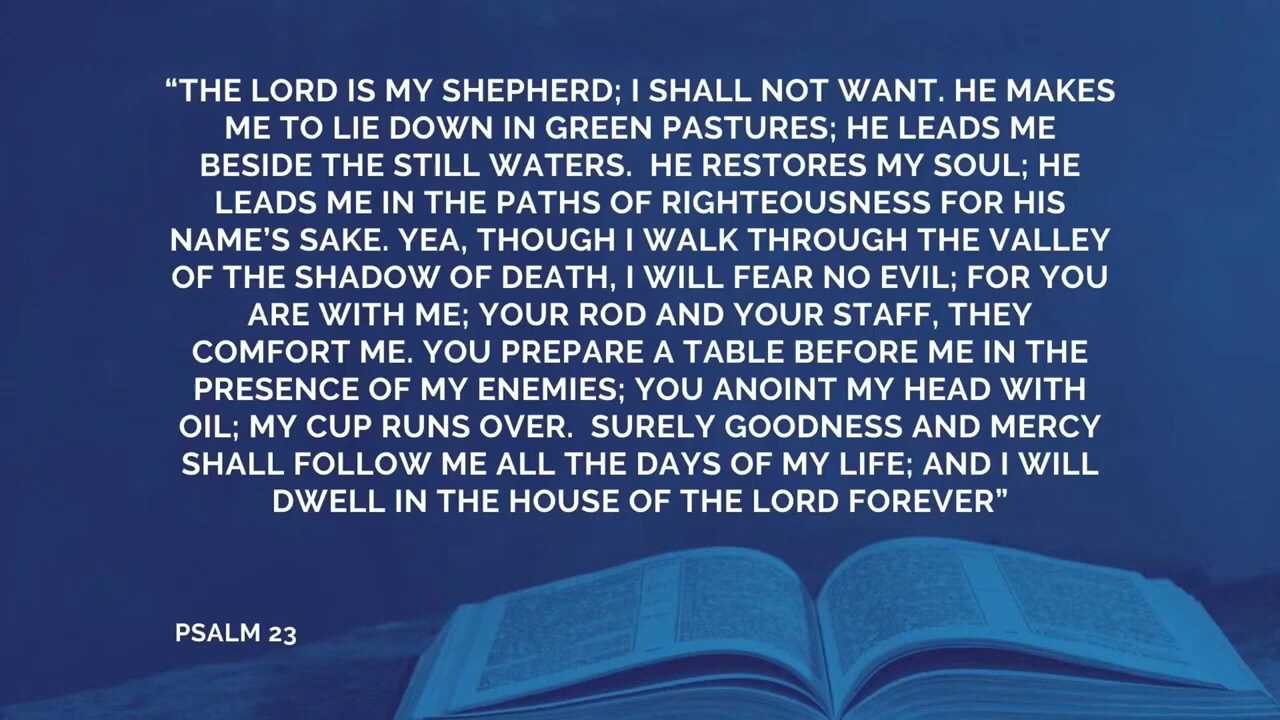 “THE LORD IS MY SHEPHERD; I SHALL NOT WANT. HE MAKES
ME TO LIE DOWN IN GREEN PASTURES; HE LEADS ME
BESIDE THE STILL WATERS.  HE RESTORES MY SOUL; HE
LEADS ME IN THE PATHS OF RIGHTEOUSNESS FOR HIS
NAME’S SAKE. YEA, THOUGH I WALK THROUGH THE VALLEY
OF THE SHADOW OF DEATH, I WILL FEAR NO EVIL; FOR YOU
ARE WITH ME; YOUR ROD AND YOUR STAFF, THEY
COMFORT ME. YOU PREPARE A TABLE BEFORE ME IN THE
PRESENCE OF MY ENEMIES; YOU ANOINT MY HEAD WITH
OIL; MY CUP RUNS OVER.  SURELY GOODNESS AND MERCY
SHALL FOLLOW ME ALL THE DAYS OF MY LIFE; AND I WILL
DWELL IN THE HOUSE OF THE LORD FOREVER”
PSALM 23